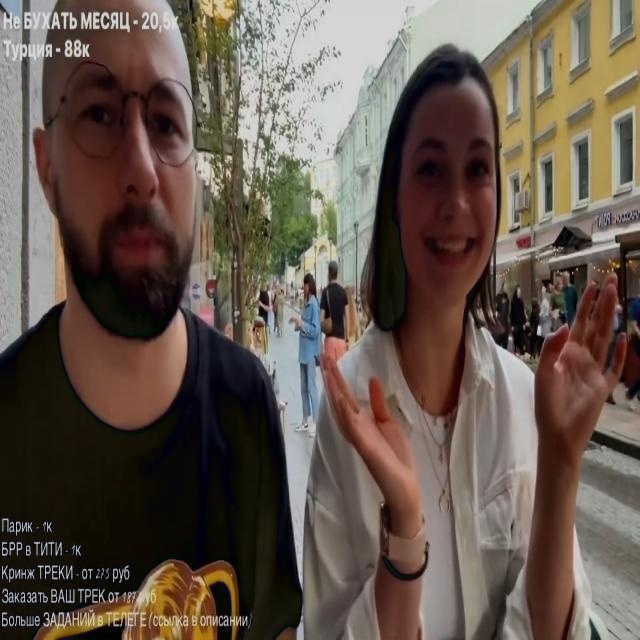 Не БУХАТЬ МЕСЯЦ - 20,5к
Турция - 88к
Парик - 1к
БРР в ТИТИ - 1к
Кринж ТРЕКИ - от 275 руб
Заказать ВАШ ТРЕК от
Больше ЗАДАНИЙ в ТЕЛЕГЕ (ссылка в описании)